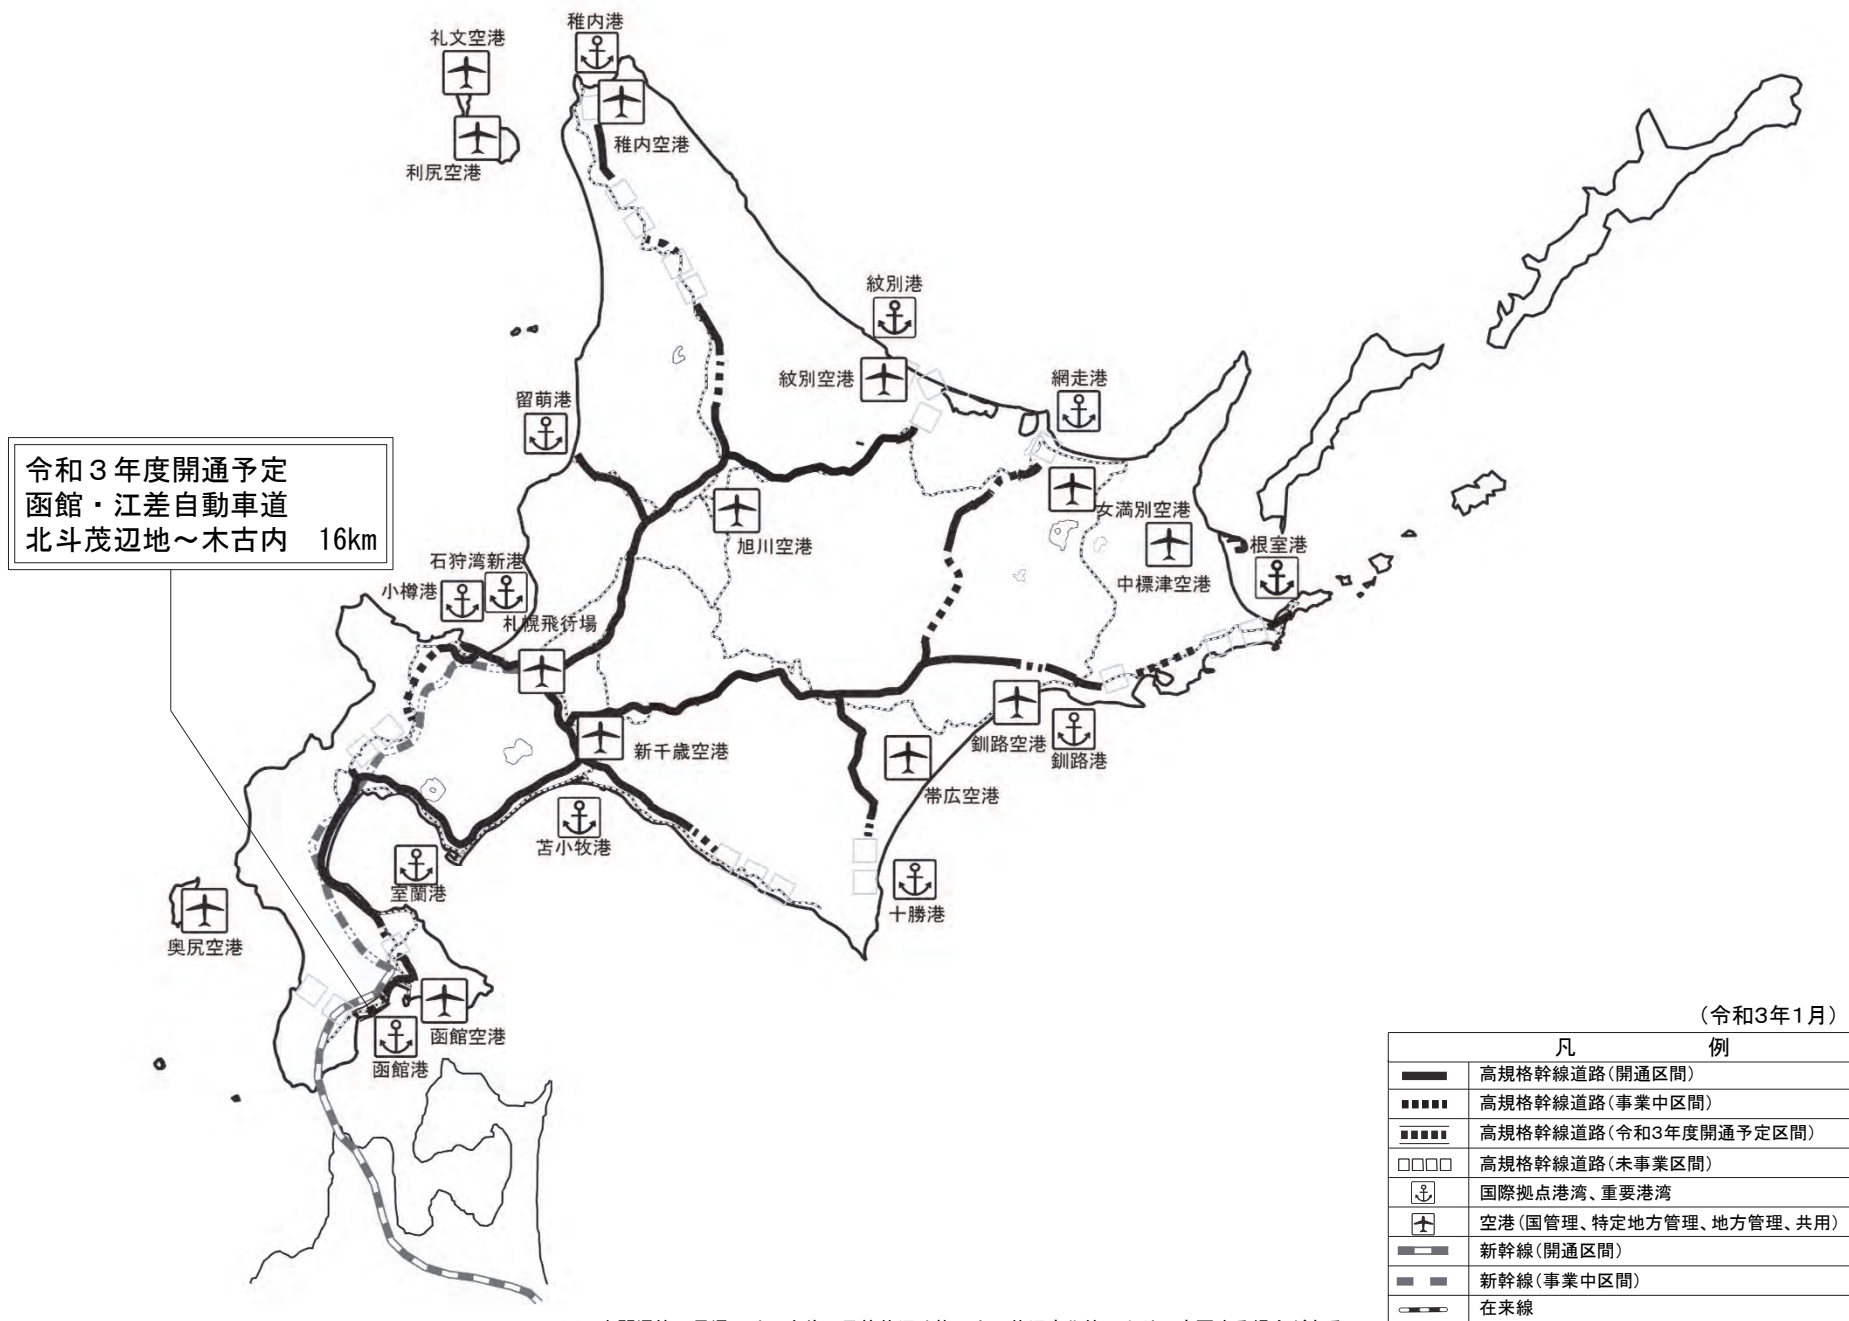 稚内港
礼文空港
稚内空港
利尻空港
紋別港
紋別空港
網走港
留萌港
令和3年度開通予定
函館・江差自動車道
北斗茂辺地~木古内 16km
女満別空港
旭川空港
根室港
石狩湾新港
小樽港
中標津空港
札幌飛行場
新千歳空港
釧路空港
釧路港
帯広空港
苫小牧港
室蘭港
十勝港
奥尻空港
函館空港
函館港
(令和3年1月)
凡 例
高規格幹線道路(開通区間)
高規格幹線道路(事業中区間)
高規格幹線道路(令和3年度開通予定区間)
高規格幹線道路(未事業区間)
国際拠点港湾、重要港湾
空港(国管理、特定地方管理、地方管理、共用)
新幹線(開通区間)
新幹線(事業中区間)
在来線